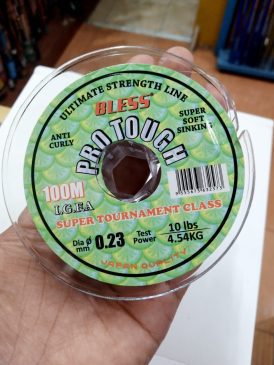 ULTIMATE STRENGTH LINE
BLESS
ANTI
CURLY
SUPER
SOFT
SINKING
PRO TOUGH
100M
I.G.F.A
SUPER TOURNAMENT CLASS
Dia Ø
mm
0.23
Test
Power
10 lbs
4.54KG
JAPAN QUALITY